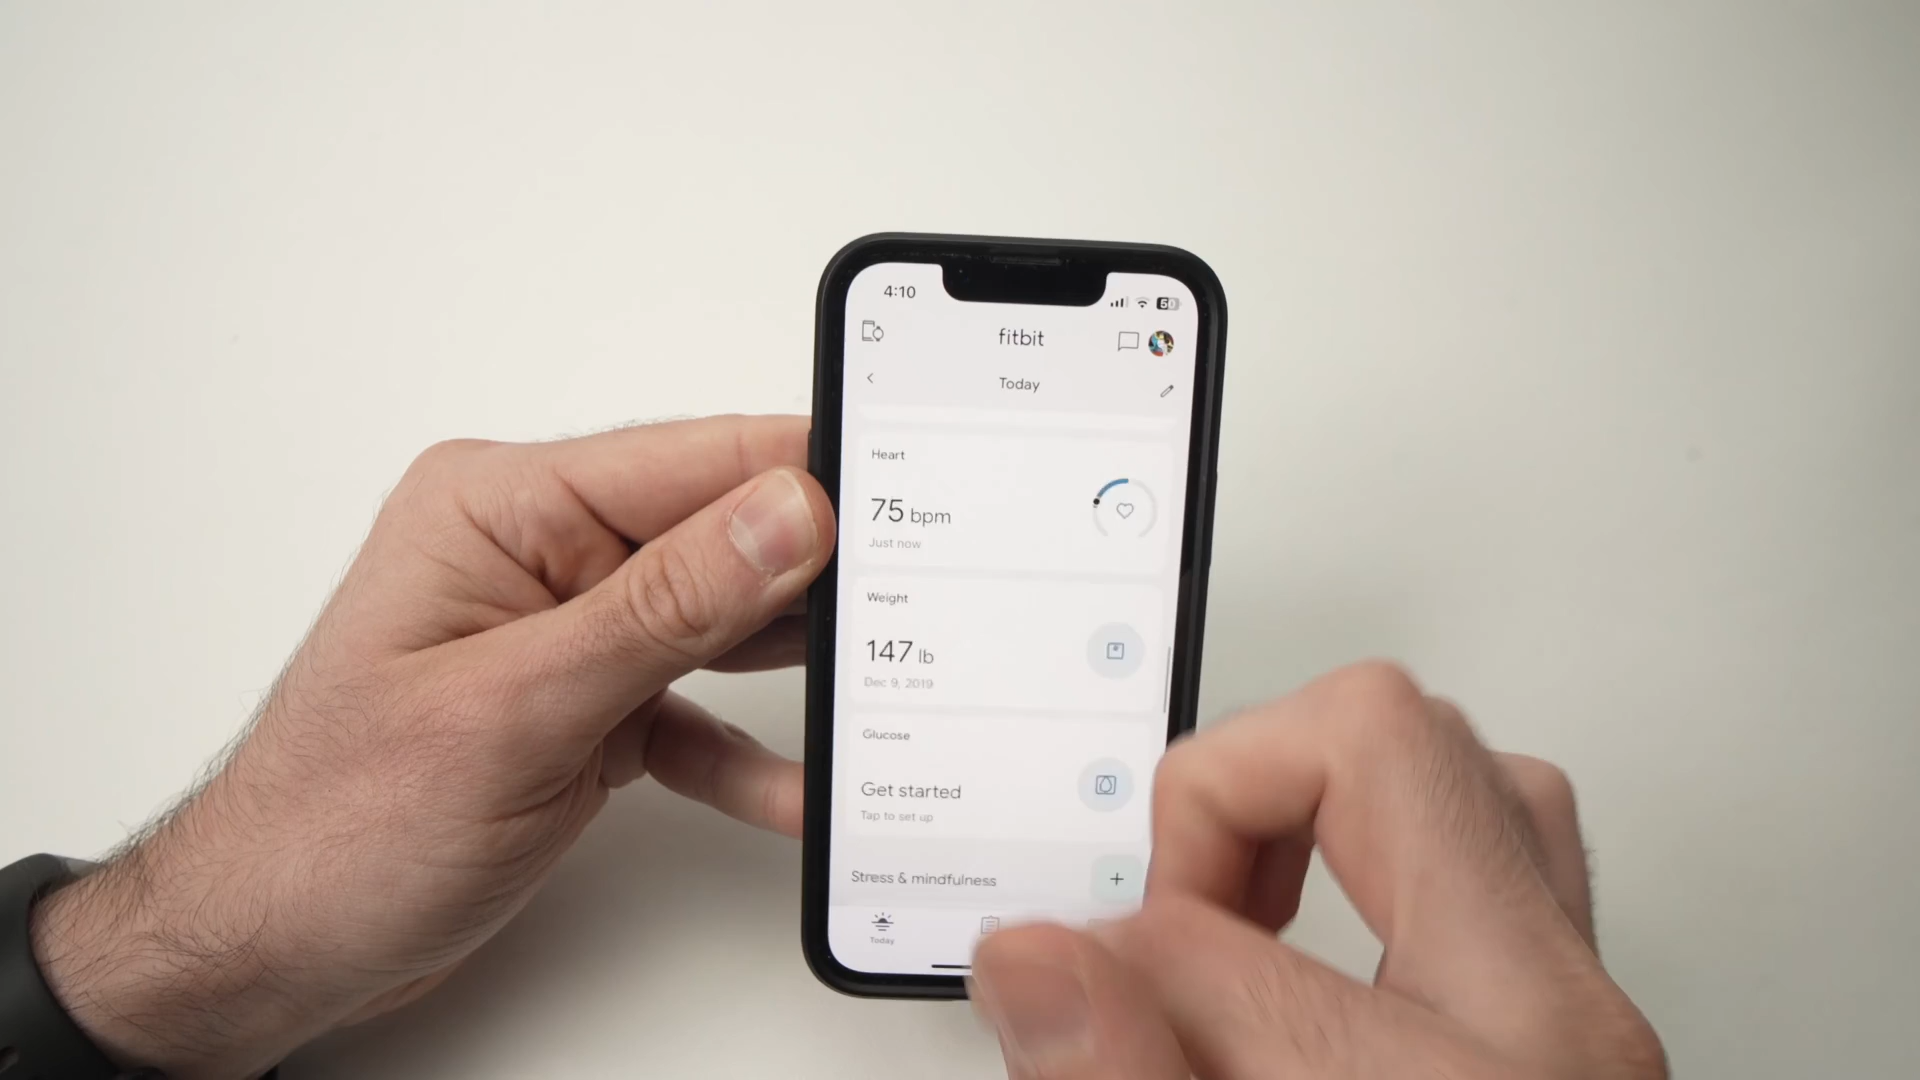 4:10
60
fitbit
Today
Heart
75 bpm
Just now
Weight
147 lb
Dec 9, 2019
Glucose
Get started
Tap to set up
Stress & mindfulness
+
Today